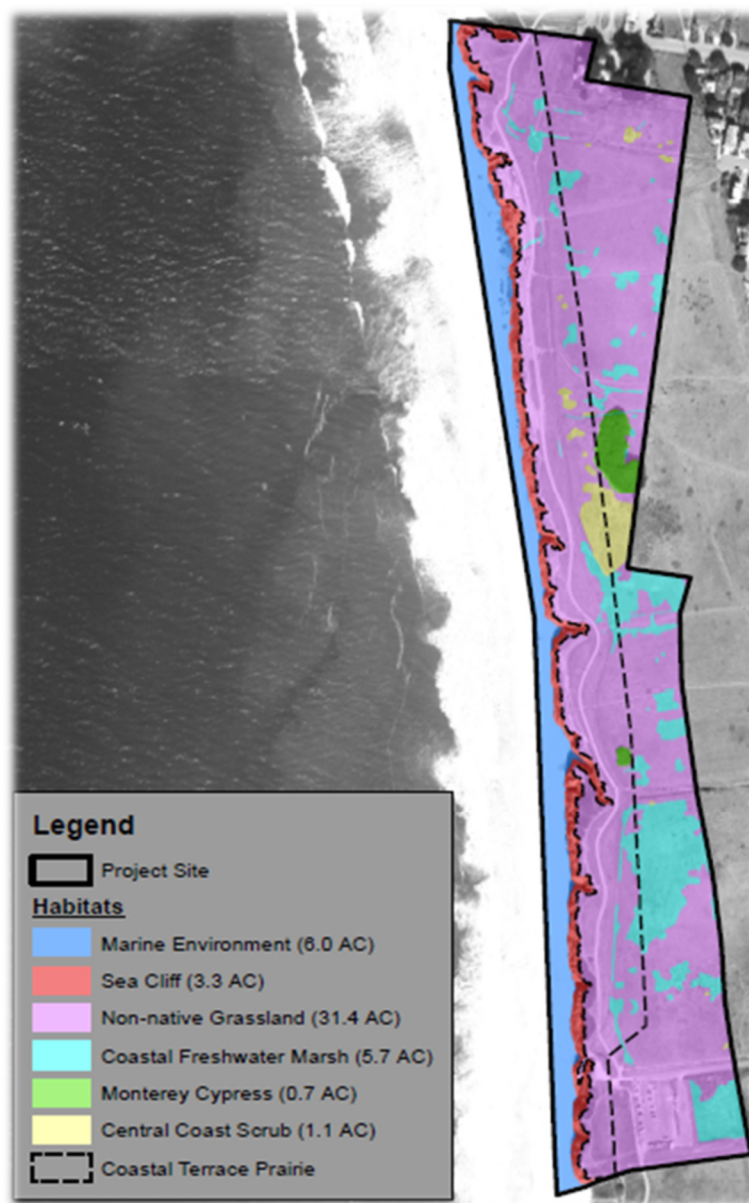 Legend
Project Site
Habitats
Marine Environment (6.0 AC)
Sea Cliff (3.3 AC)
Non-native Grassland (31.4 AC)
Coastal Freshwater Marsh (5.7 AC)
Monterey Cypress (0.7 AC)
Central Coast Scrub (1.1 AC)
Coastal Terrace Prairie